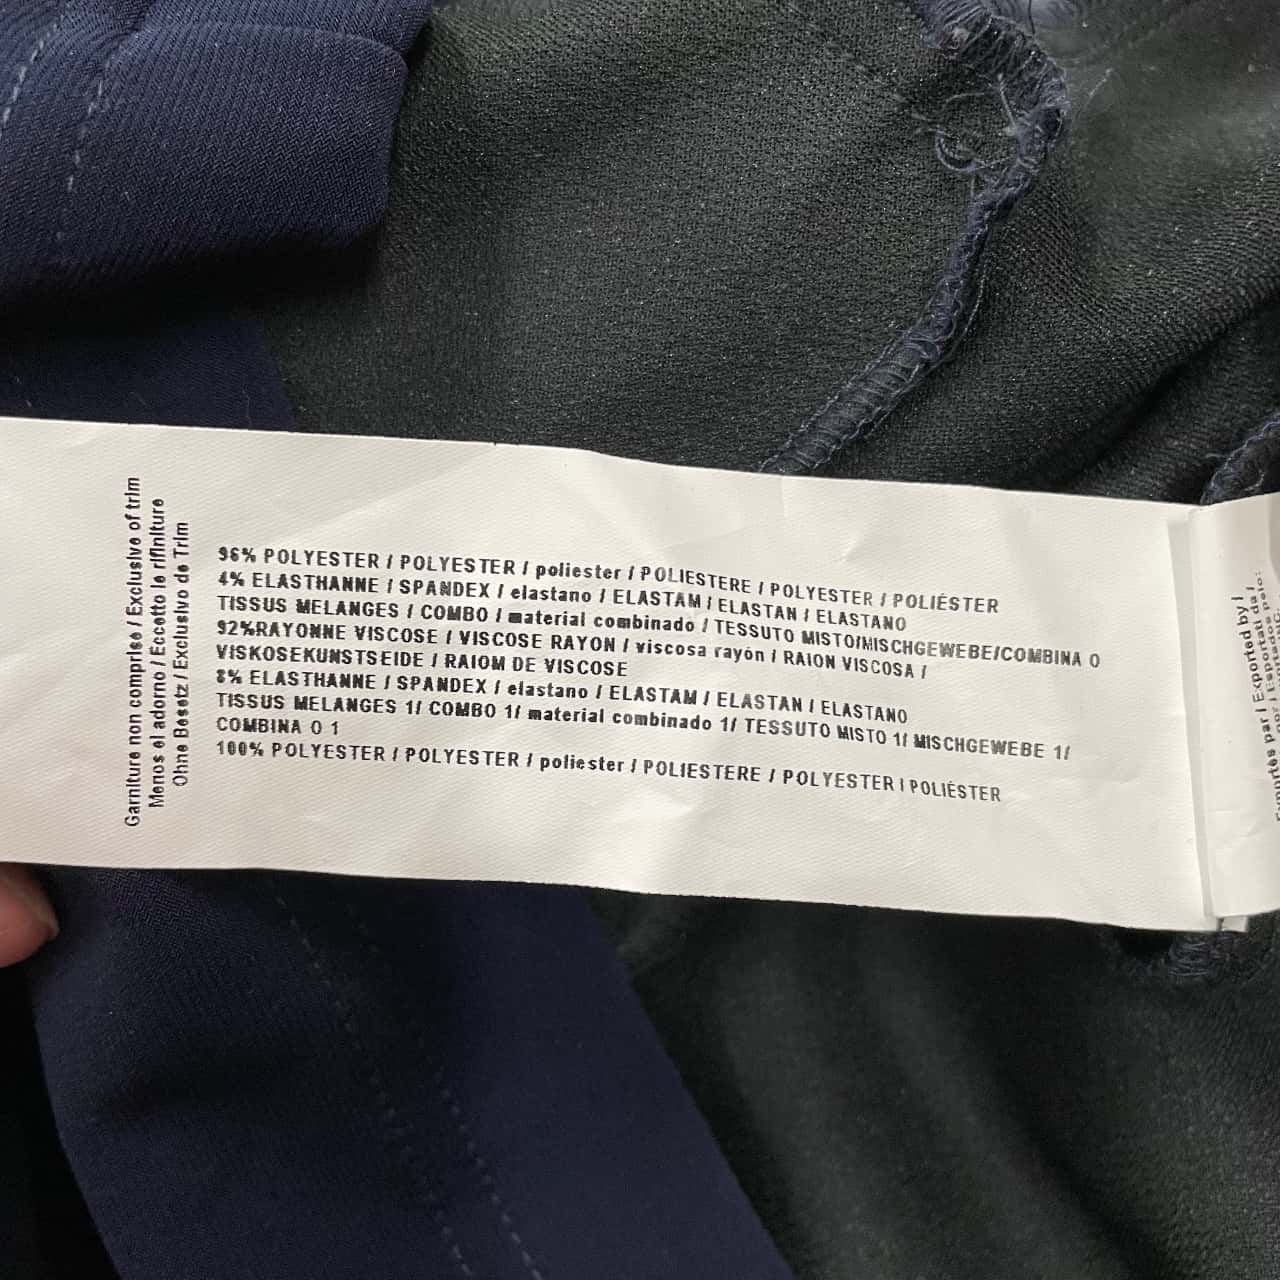 Garniture non comprise / Exclusive of trim
Menos el adorno / Eccetto le rifiniture
Ohne Besetz / Exclusivo de Trim
96% POLYESTER / POLYESTER / poliester / POLIESTERE / POLYESTER / POLIÉSTER
4% ELASTHANNE / SPANDEX / elastano / ELASTAM / ELASTAN / ELASTANO
TISSUS MELANGES / COMBO / material combinado / TESSUTO MISTO/MISCHGEWEBE/COMBINA O
92%RAYONNE VISCOSE / VISCOSE RAYON / viscosa rayón / RAION VISCOSA /
VISKOSEKUNSTSEIDE / RAIOM DE VISCOSE
8% ELASTHANNE / SPANDEX / elastano / ELASTAM / ELASTAN / ELASTANO
TISSUS MELANGES 1/ COMBO 1/ material combinado 1/ TESSUTO MISTO 1/ MISCHGEWEBE 1/
COMBINA O 1
100% POLYESTER / POLYESTER / poliester / POLIESTERE / POLYESTER / POLIÉSTER
par / Exported by /
Esportati da /